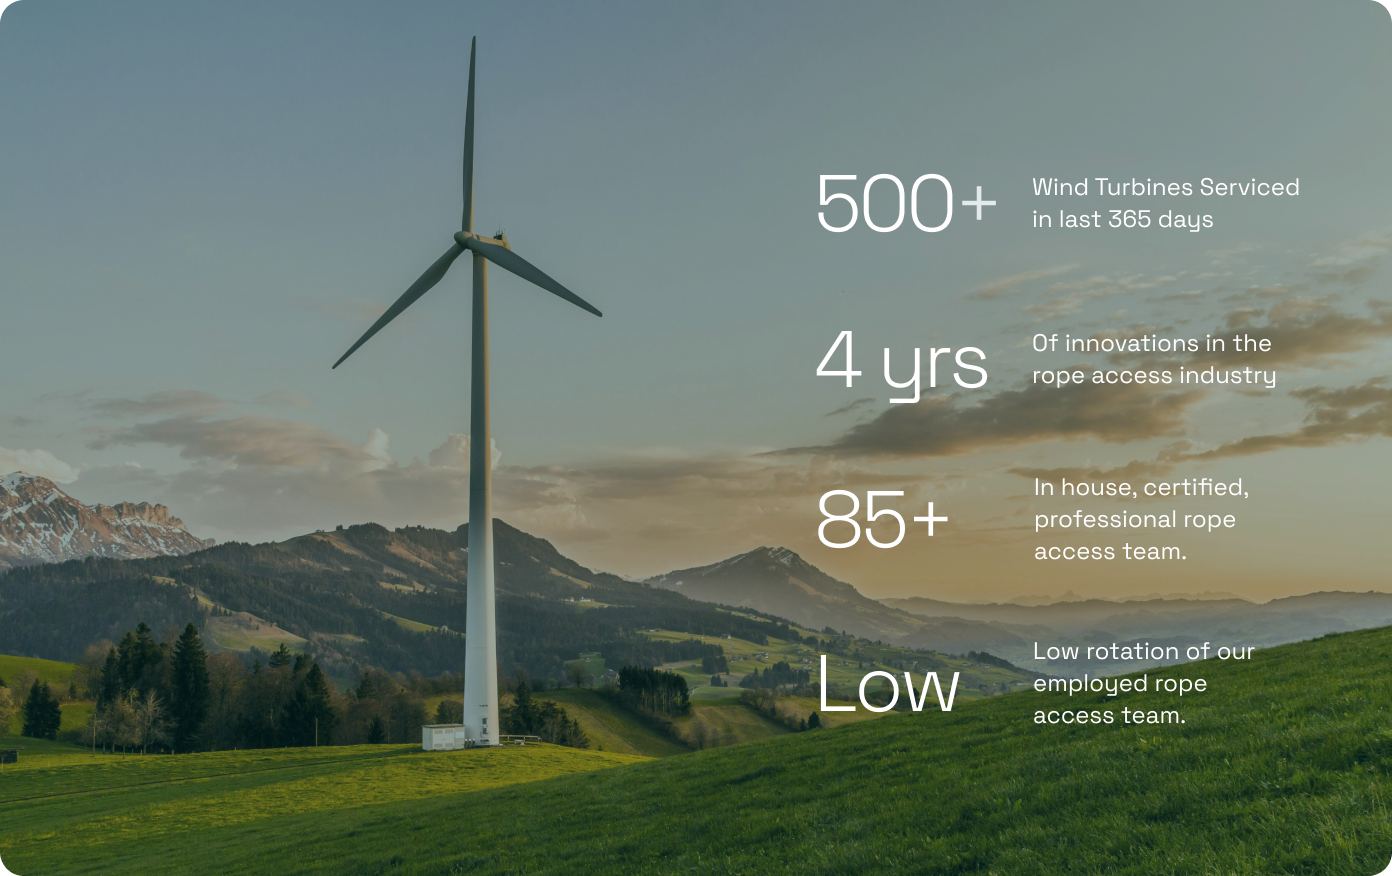 500+
Wind Turbines Serviced
in last 365 days
4 yrs
Of innovations in the
rope access industry
85+
In house, certified,
professional rope
access team.
Low
Low rotation of our
employed rope
access team.